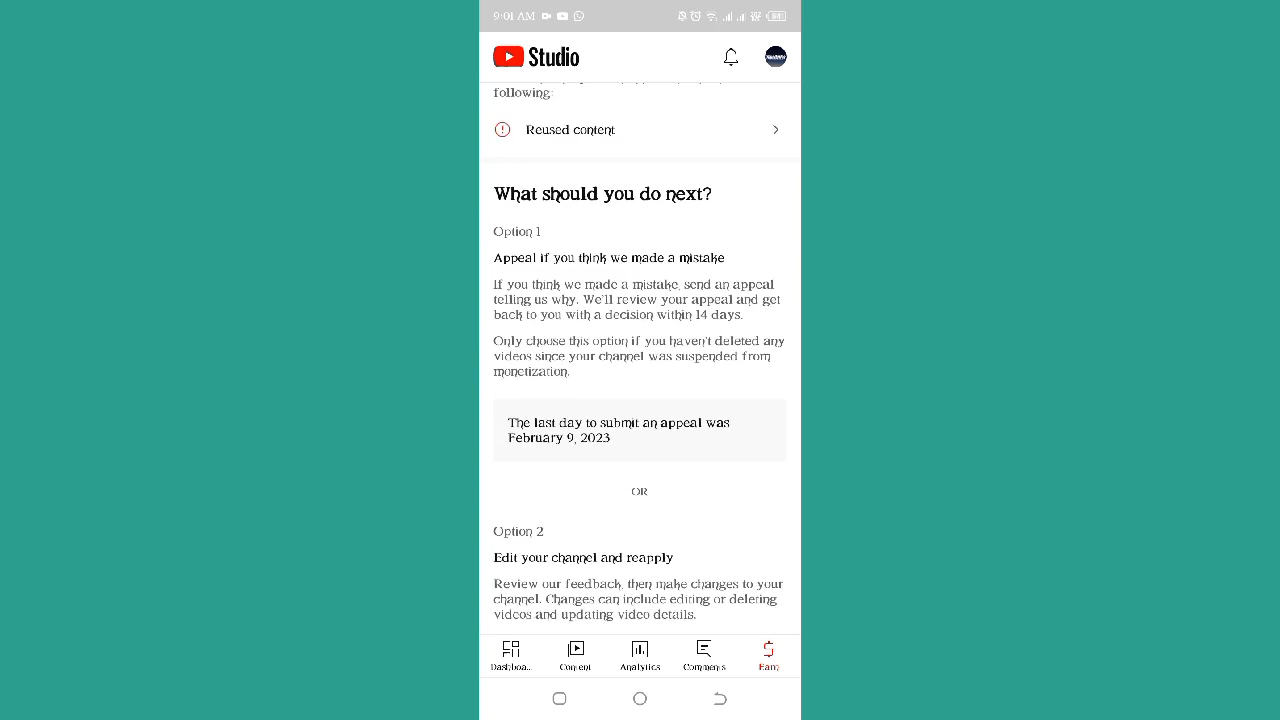 9:01 AM
Studio
following:
Reused content
What should you do next?
Option 1
Appeal if you think we made a mistake
If you think we made a mistake, send an appeal
telling us why. We'll review your appeal and get
back to you with a decision within 14 days.
Only choose this option if you haven't deleted any
videos since your channel was suspended from
monetization.
The last day to submit an appeal was
February 9, 2023
OR
Option 2
Edit your channel and reapply
Review our feedback, then make changes to your
channel. Changes can include editing or deleting
videos and updating video details.
Dashboa... Content Analytics Comments Earn